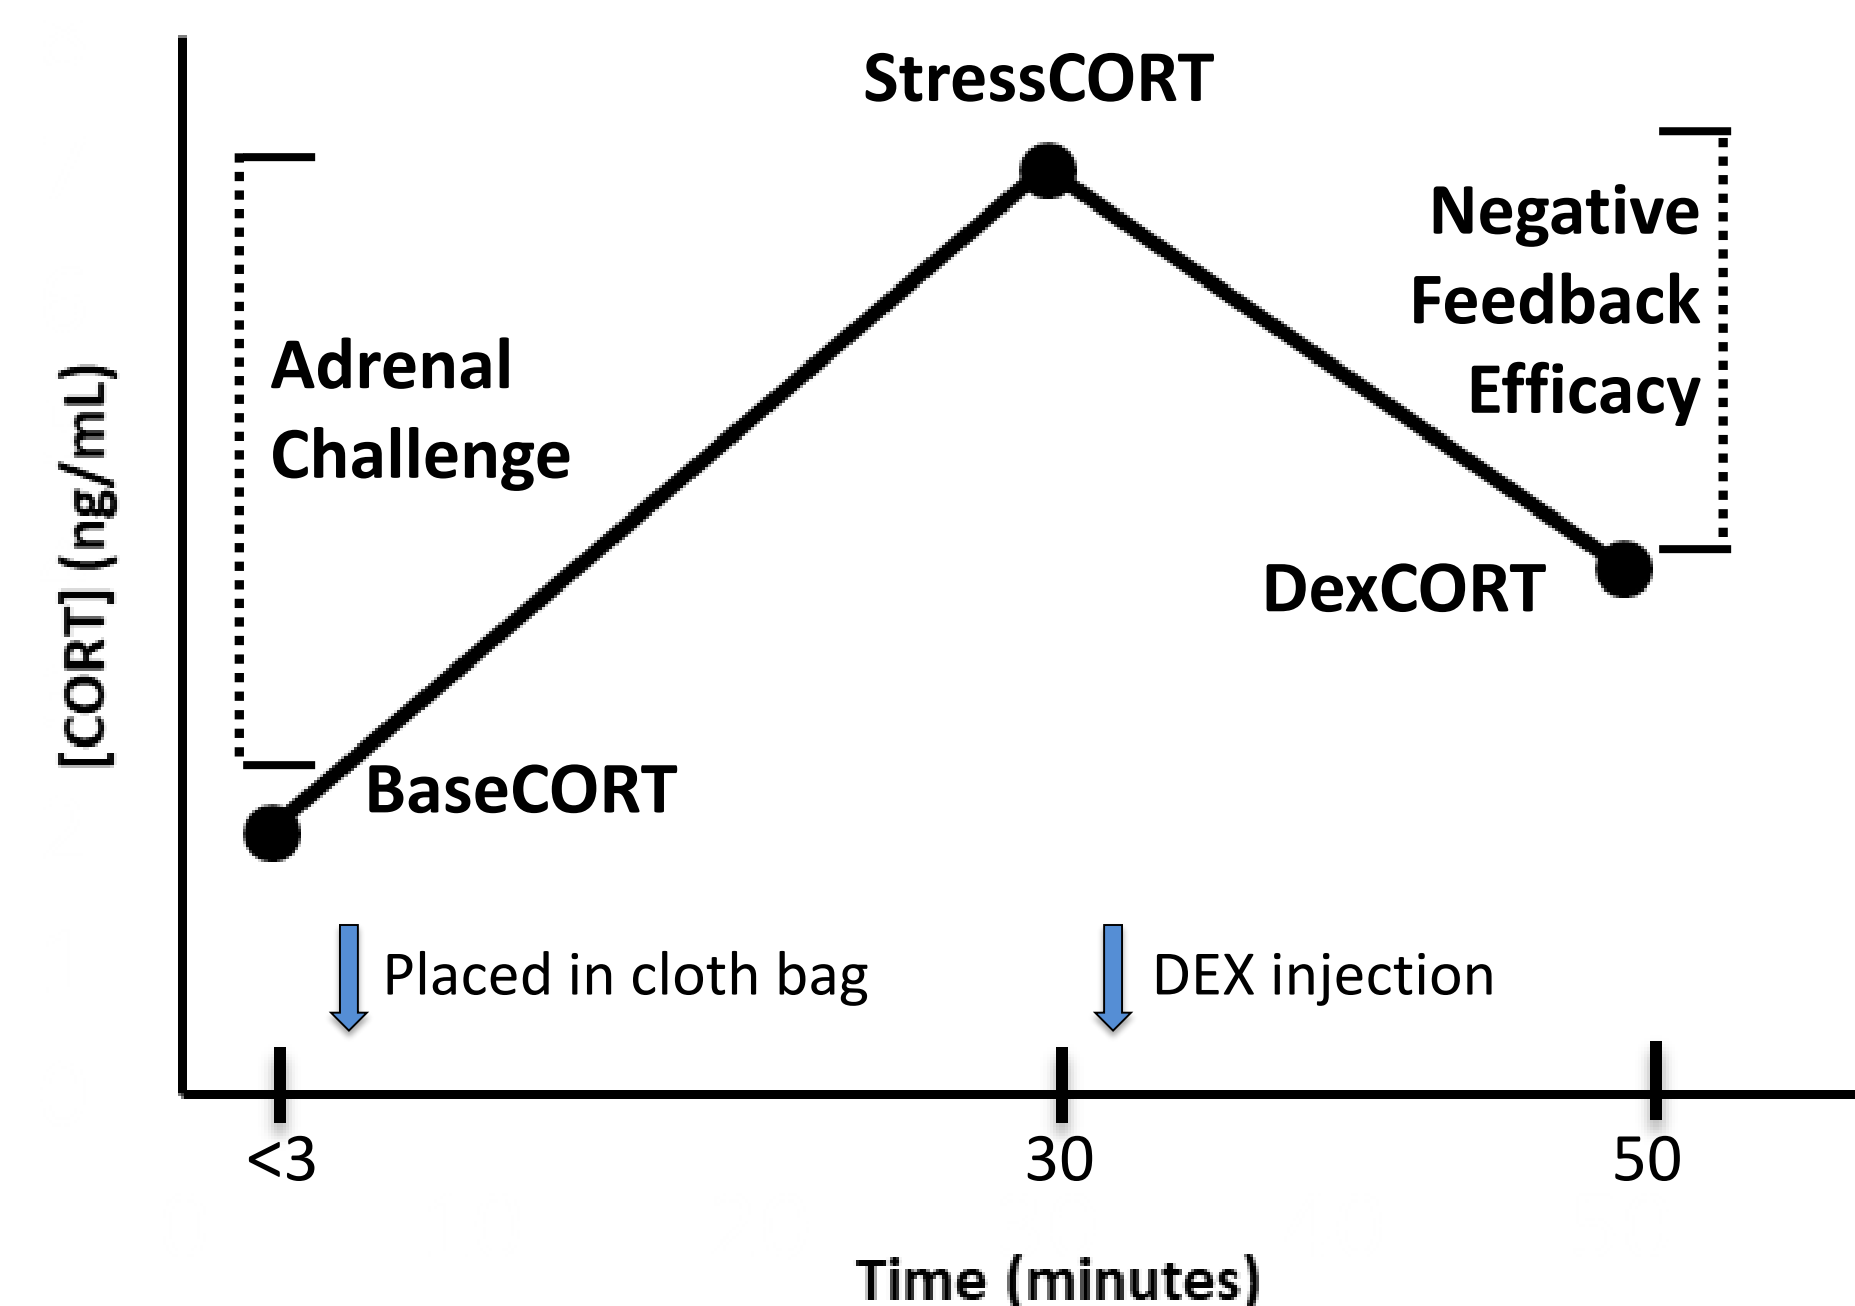 StressCORT
Negative
Feedback
Efficacy
Adrenal
Challenge
[CORT] (ng/mL)
DexCORT
BaseCORT
Placed in cloth bag
DEX injection
<3
30
50
Time (minutes)